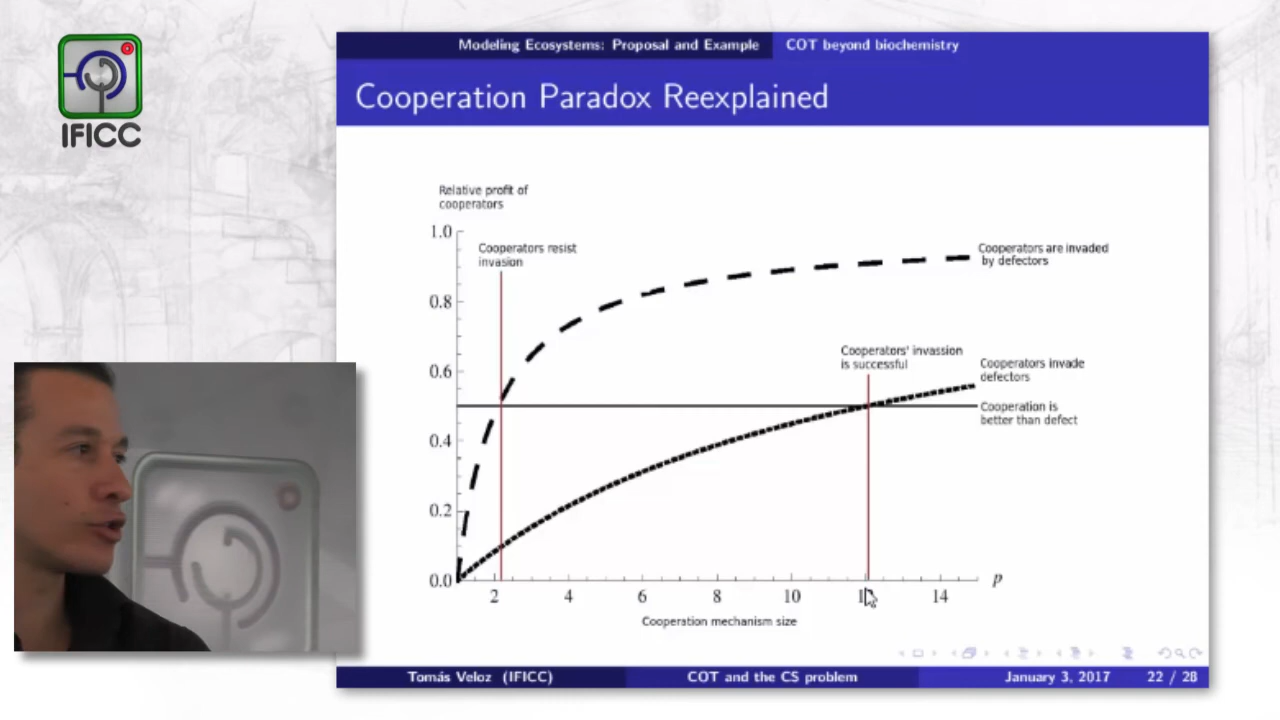 IFICC
Modeling Ecosystems: Proposal and Example COT beyond biochemistry
Cooperation Paradox Reexplained
Relative profit of
cooperators
1.0
0.8
0.6
0.4
0.2
0.0
Cooperators resist
invasion
Cooperators are invaded
by defectors
Cooperators' invassion
is successful
Cooperators invade
defectors
Cooperation is
better than defect
2 4 6 8 10 14 p
Cooperation mechanism size
Tomás Veloz (IFICC) COT and the CS problem January 3, 2017 22 / 28